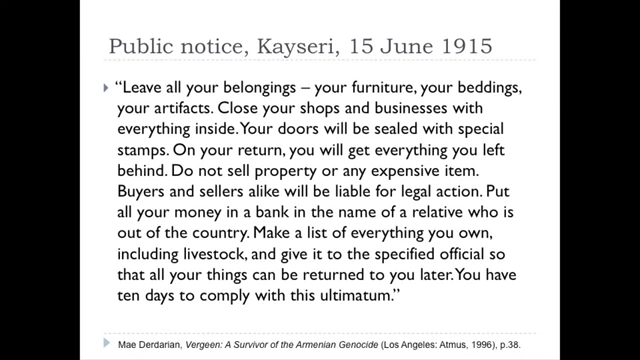 Public notice, Kayseri, 15 June 1915
“Leave all your belongings – your furniture, your beddings,
your artifacts. Close your shops and businesses with
everything inside. Your doors will be sealed with special
stamps. On your return, you will get everything you left
behind. Do not sell property or any expensive item.
Buyers and sellers alike will be liable for legal action. Put
all your money in a bank in the name of a relative who is
out of the country. Make a list of everything you own,
including livestock, and give it to the specified official so
that all your things can be returned to you later. You have
ten days to comply with this ultimatum.”
Mae Derdarian, Vergeen: A Survivor of the Armenian Genocide (Los Angeles: Atmus, 1996), p.38.